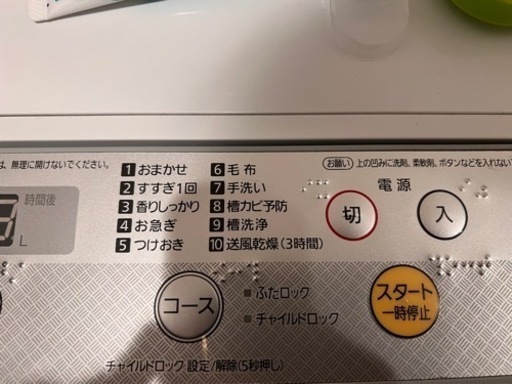 は、無理に開けないでください。
1 おまかせ
2 すすぎ1回
3 香りしっかり
4 お急ぎ
5 つけおき
6 毛布
7 手洗い
8 槽カビ予防
9 槽洗浄
10 送風乾燥(3時間)
お願い 上の凹みに洗剤、柔軟剤、ボタンなどを入れない
電源
切
入
時間後
L
コース
ふたロック
チャイルドロック
スタート
一時停止
チャイルドロック 設定/解除(5秒押し)